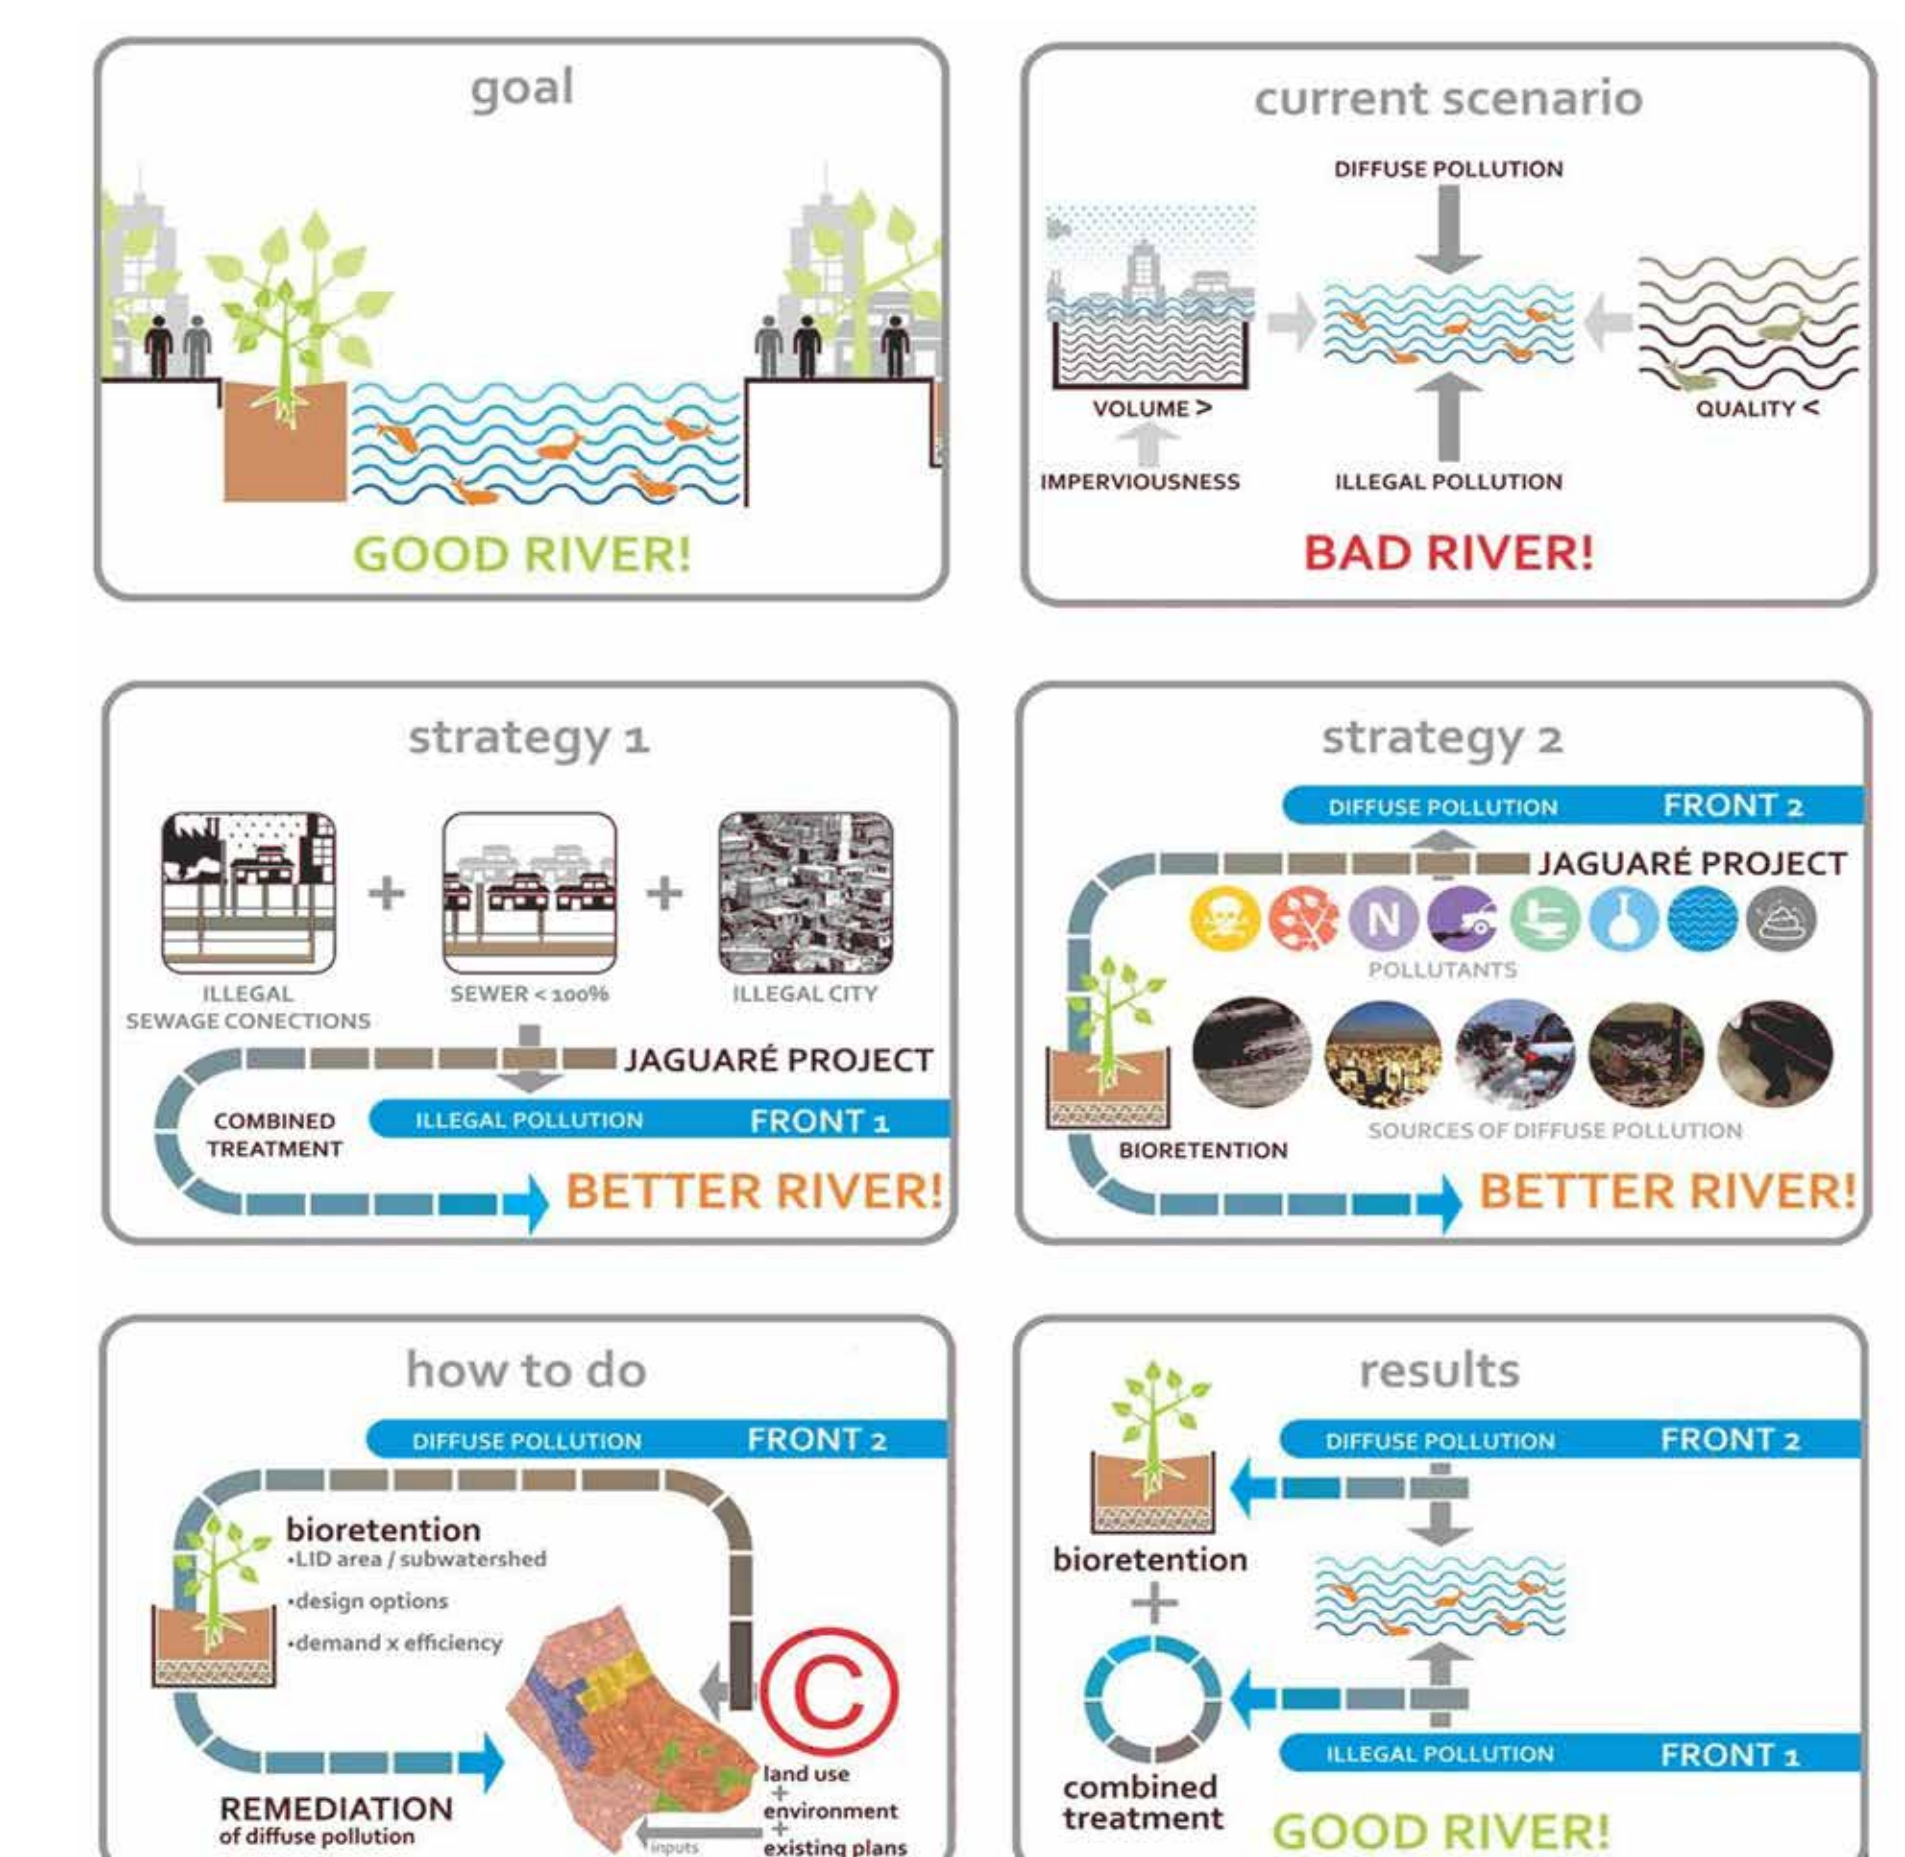 goal
GOOD RIVER!
current scenario
DIFFUSE POLLUTION
VOLUME >
QUALITY <
IMPERVIOUSNESS
ILLEGAL POLLUTION
BAD RIVER!
strategy 1
ILLEGAL
SEWAGE CONECTIONS
SEWER < 100%
ILLEGAL CITY
JAGUARÉ PROJECT
COMBINED
TREATMENT
ILLEGAL POLLUTION FRONT 1
BETTER RIVER!
strategy 2
DIFFUSE POLLUTION FRONT 2
JAGUARÉ PROJECT
N
POLLUTANTS
SOURCES OF DIFFUSE POLLUTION
BIORETENTION
BETTER RIVER!
how to do
DIFFUSE POLLUTION FRONT 2
bioretention
•LID area / subwatershed
•design options
•demand x efficiency
C
land use
+
environment
+
existing plans
inputs
REMEDIATION
of diffuse pollution
results
DIFFUSE POLLUTION FRONT 2
bioretention
+
combined
treatment
ILLEGAL POLLUTION FRONT 1
GOOD RIVER!